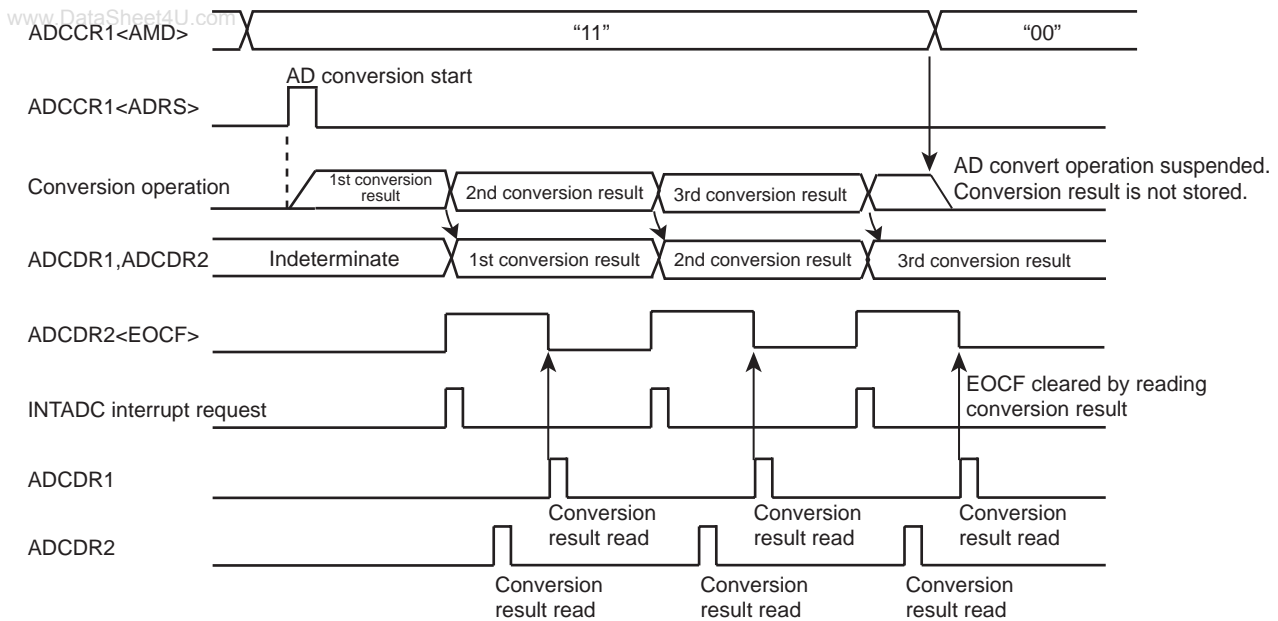 www.DataSheet4U.com
ADCCR1<AMD>
“11”
“00”
AD conversion start
ADCCR1<ADRS>
Conversion operation
1st conversion
result
2nd conversion result
3rd conversion result
AD convert operation suspended.
Conversion result is not stored.
ADCDR1,ADCDR2
Indeterminate
1st conversion result
2nd conversion result
3rd conversion result
ADCDR2<EOCF>
EOCF cleared by reading
conversion result
INTADC interrupt request
ADCDR1
Conversion
result read
Conversion
result read
Conversion
result read
ADCDR2
Conversion
result read
Conversion
result read
Conversion
result read